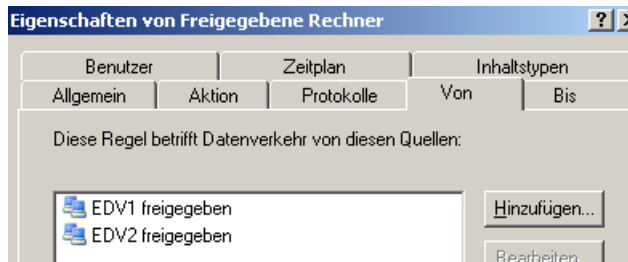 Eigenschaften von Freigegebene Rechner
Benutzer Zeitplan Inhaltstypen
Allgemein Aktion Protokolle Von Bis
Diese Regel betrifft Datenverkehr von diesen Quellen:
EDV1 freigegeben
Hinzufügen...
EDV2 freigegeben
Bearbeiten...